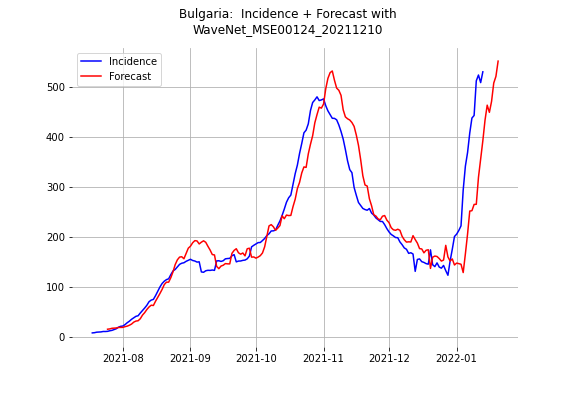 Bulgaria:  Incidence + Forecast with
WaveNet_MSE00124_20211210
Incidence
Forecast
500
400
300
200
100
0
2021-08 2021-09 2021-10 2021-11 2021-12 2022-01